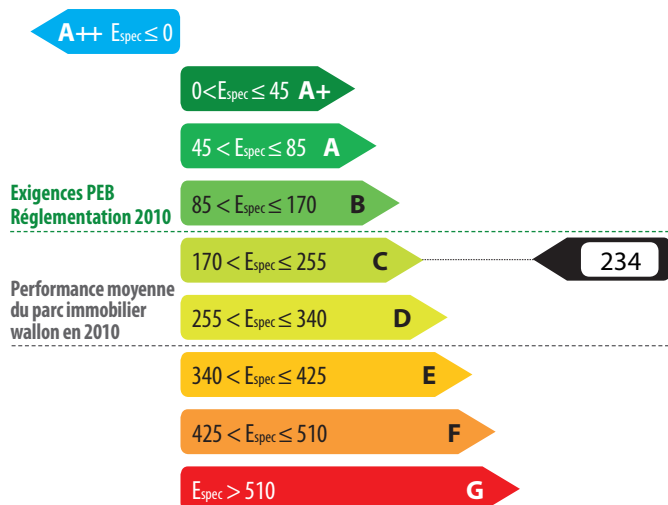 A++ Espec ≤ 0
0<Espec ≤ 45 A+
45 < Espec ≤ 85 A
Exigences PEB
Réglementation 2010
85 < Espec ≤ 170 B
170 < Espec ≤ 255 C
234
Performance moyenne
du parc immobilier
wallon en 2010
255 < Espec ≤ 340 D
340 < Espec ≤ 425 E
425 < Espec ≤ 510 F
Espec > 510 G